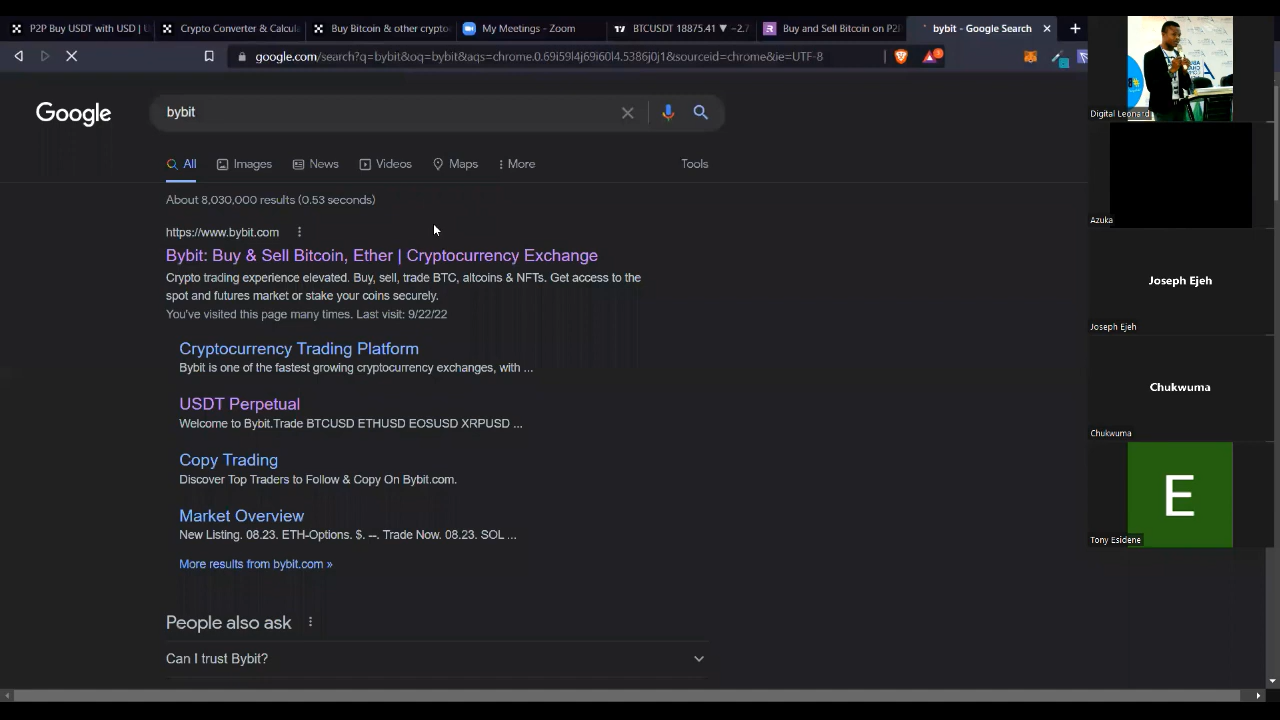 P2P Buy USDT with USD | U
Crypto Converter & Calcula
Buy Bitcoin & other crypto
My Meetings - Zoom
BTCUSDT 18875.41 ▼ −2.7
Buy and Sell Bitcoin on P2P
bybit - Google Search
google.com/search?q=bybit&oq=bybit&aqs=chrome.0.69i59l4j69i60l4.5386j0j1&sourceid=chrome&ie=UTF-8
Google
bybit
All
Images
News
Videos
Maps
More
Tools
About 8,030,000 results (0.53 seconds)
https://www.bybit.com
Bybit: Buy & Sell Bitcoin, Ether | Cryptocurrency Exchange
Crypto trading experience elevated. Buy, sell, trade BTC, altcoins & NFTs. Get access to the
spot and futures market or stake your coins securely.
You've visited this page many times. Last visit: 9/22/22
Cryptocurrency Trading Platform
Bybit is one of the fastest growing cryptocurrency exchanges, with ...
USDT Perpetual
Welcome to Bybit.Trade BTCUSD ETHUSD EOSUSD XRPUSD ...
Copy Trading
Discover Top Traders to Follow & Copy On Bybit.com.
Market Overview
New Listing. 08.23. ETH-Options. $. --. Trade Now. 08.23. SOL ...
More results from bybit.com »
People also ask
Can I trust Bybit?
Digital Leonard
Azuka
Joseph Ejeh
Joseph Ejeh
Chukwuma
Chukwuma
E
Tony Esidene